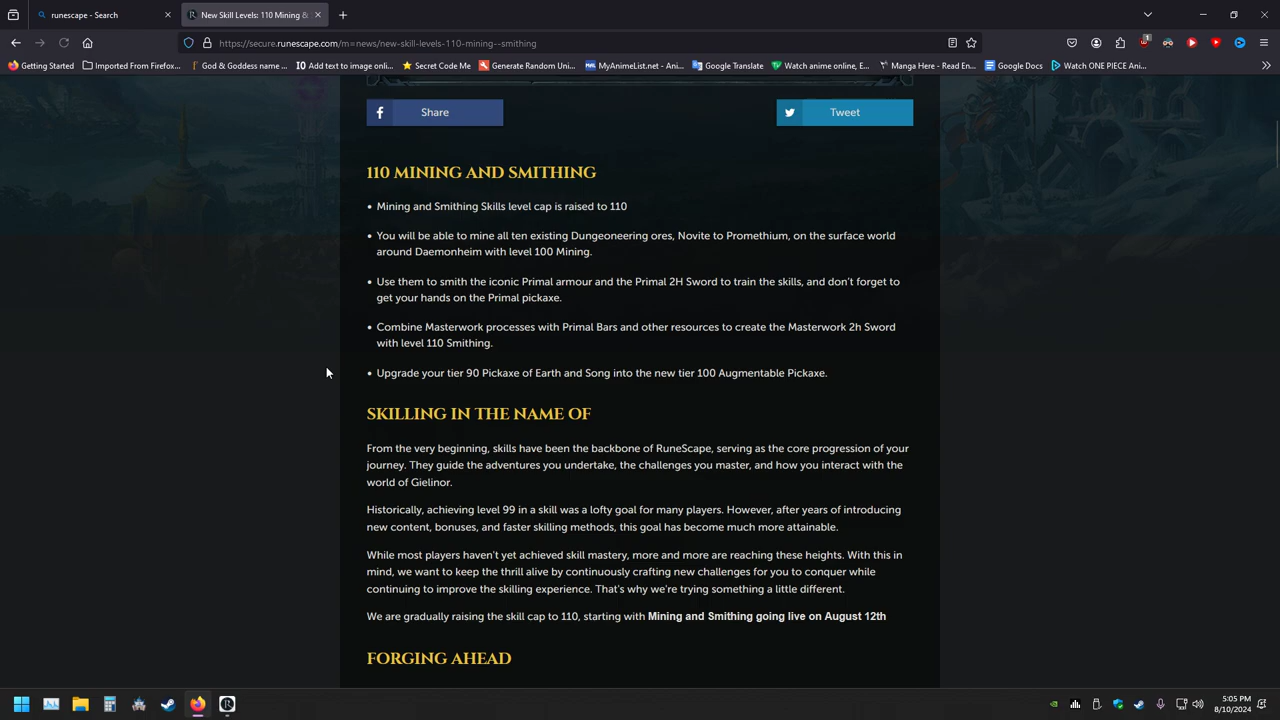 runescape - Search
New Skill Levels: 110 Mining &
https://secure.runescape.com/m=news/new-skill-levels-110-mining--smithing
Getting Started
Imported From Firefox...
God & Goddess name ...
Add text to image onlin...
Secret Code Me
Generate Random Uni...
MyAnimeList.net - Ani...
Google Translate
Watch anime online, E...
Manga Here - Read En...
Google Docs
Watch ONE PIECE Ani...
Share
Tweet
110 MINING AND SMITHING
• Mining and Smithing Skills level cap is raised to 110
• You will be able to mine all ten existing Dungeoneering ores, Novite to Promethium, on the surface world
around Daemonheim with level 100 Mining.
• Use them to smith the iconic Primal armour and the Primal 2H Sword to train the skills, and don't forget to
get your hands on the Primal pickaxe.
• Combine Masterwork processes with Primal Bars and other resources to create the Masterwork 2h Sword
with level 110 Smithing.
• Upgrade your tier 90 Pickaxe of Earth and Song into the new tier 100 Augmentable Pickaxe.
SKILLING IN THE NAME OF
From the very beginning, skills have been the backbone of RuneScape, serving as the core progression of your
journey. They guide the adventures you undertake, the challenges you master, and how you interact with the
world of Gielinor.
Historically, achieving level 99 in a skill was a lofty goal for many players. However, after years of introducing
new content, bonuses, and faster skilling methods, this goal has become much more attainable.
While most players haven't yet achieved skill mastery, more and more are reaching these heights. With this in
mind, we want to keep the thrill alive by continuously crafting new challenges for you to conquer while
continuing to improve the skilling experience. That's why we're trying something a little different.
We are gradually raising the skill cap to 110, starting with Mining and Smithing going live on August 12th
FORGING AHEAD
5:05 PM
8/10/2024